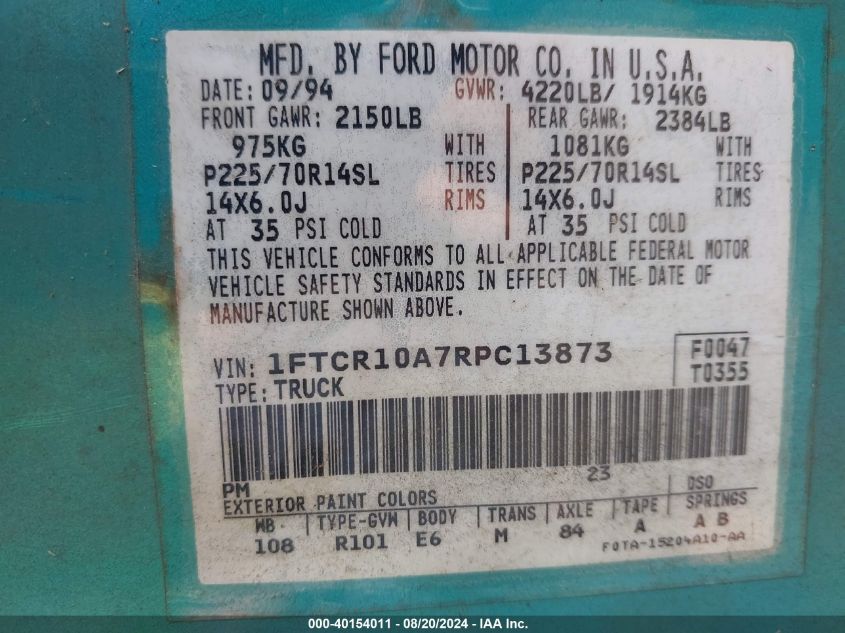 MFD. BY FORD MOTOR CO. IN U.S.A.
DATE: 09/94 GVWR: 4220LB/ 1914KG
FRONT GAWR: 2150LB REAR GAWR: 2384LB
975KG WITH 1081KG WITH
P225/70R14SL TIRES P225/70R14SL TIRES
14X6.0J RIMS 14X6.0J RIMS
AT 35 PSI COLD AT 35 PSI COLD
THIS VEHICLE CONFORMS TO ALL APPLICABLE FEDERAL MOTOR
VEHICLE SAFETY STANDARDS IN EFFECT ON THE DATE OF
MANUFACTURE SHOWN ABOVE.
VIN: 1FTCR10A7RPC13873 F0047
TYPE: TRUCK T0355
PM 23
EXTERIOR PAINT COLORS DSO
WB TYPE-GVW BODY TRANS AXLE TAPE SPRINGS
108 R101 E6 M 84 A A B
F0TA-15204A10-AA
000-40154011 - 08/20/2024 - IAA Inc.